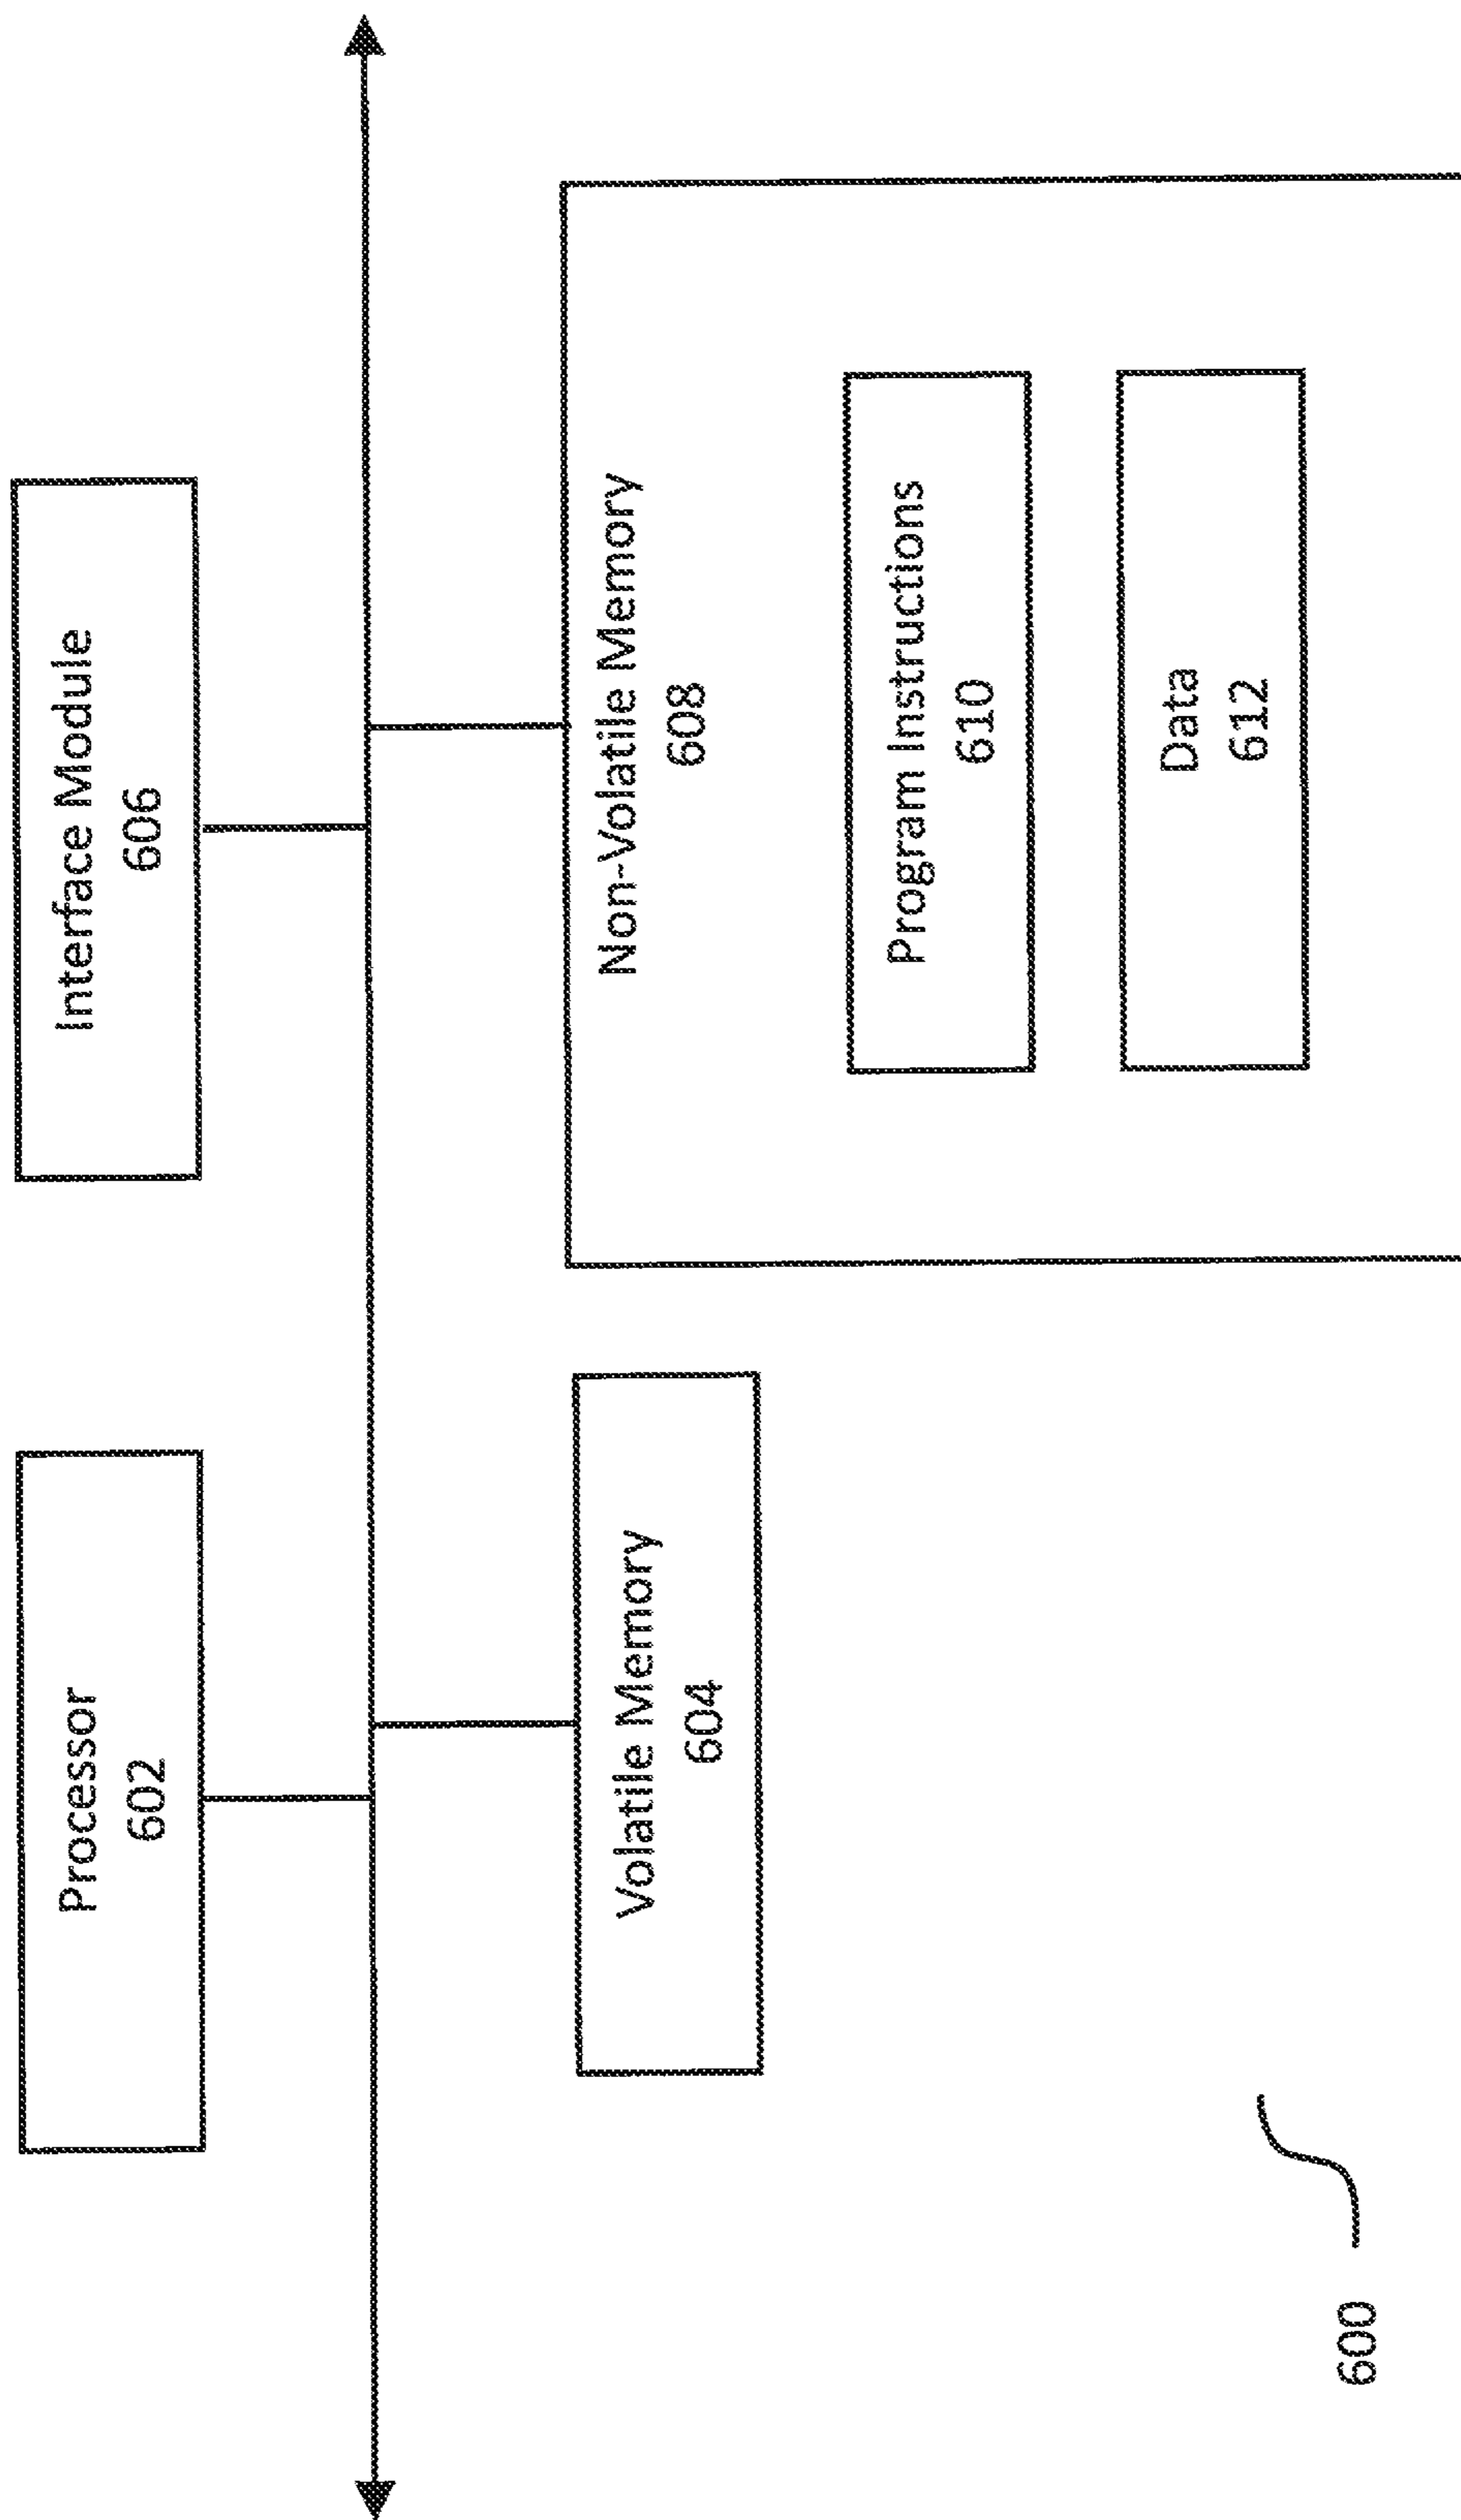 Processor
602
Interface Module
606
Volatile Memory
604
Non-Volatile Memory
608
Program Instructions
610
Data
612
600